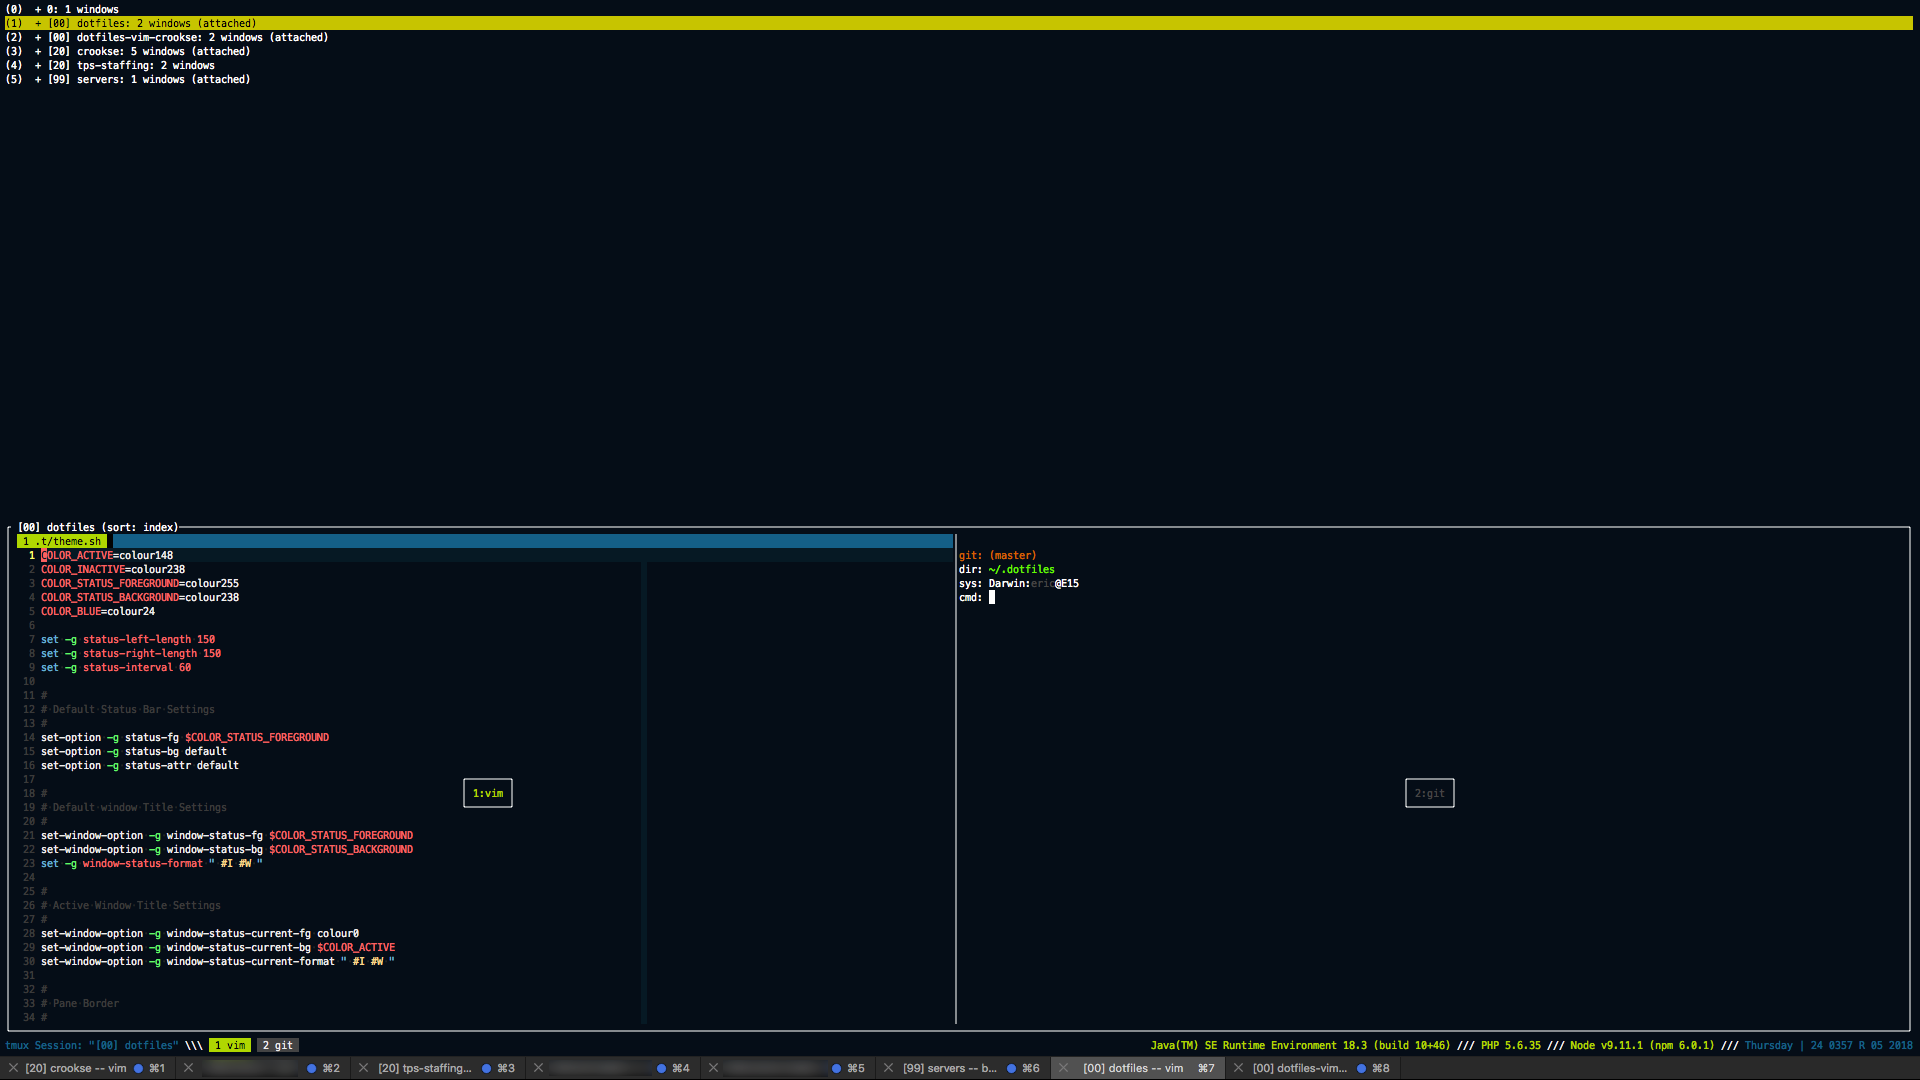 (0)  + 0: 1 windows
(1)  + [00] dotfiles: 2 windows (attached)
(2)  + [00] dotfiles-vim-crookse: 2 windows (attached)
(3)  + [20] crookse: 5 windows (attached)
(4)  + [20] tps-staffing: 2 windows
(5)  + [99] servers: 1 windows (attached)
[00] dotfiles (sort: index)
1 .t/theme.sh
1 COLOR_ACTIVE=colour148
2 COLOR_INACTIVE=colour238
3 COLOR_STATUS_FOREGROUND=colour255
4 COLOR_STATUS_BACKGROUND=colour238
5 COLOR_BLUE=colour24
6
7 set -g status-left-length 150
8 set -g status-right-length 150
9 set -g status-interval 60
10
11 #
12 # Default Status Bar Settings
13 #
14 set-option -g status-fg $COLOR_STATUS_FOREGROUND
15 set-option -g status-bg default
16 set-option -g status-attr default
17
18 #
19 # Default window Title Settings
20 #
21 set-window-option -g window-status-fg $COLOR_STATUS_FOREGROUND
22 set-window-option -g window-status-bg $COLOR_STATUS_BACKGROUND
23 set -g window-status-format " #I #W "
24
25 #
26 # Active Window Title Settings
27 #
28 set-window-option -g window-status-current-fg colour0
29 set-window-option -g window-status-current-bg $COLOR_ACTIVE
30 set-window-option -g window-status-current-format " #I #W "
31
32 #
33 # Pane Border
34 #
1:vim
git: (master)
dir: ~/.dotfiles
sys: Darwin:eric@E15
cmd:
2:git
tmux Session: "[00] dotfiles" \\\ 1 vim 2 git
Java(TM) SE Runtime Environment 18.3 (build 10+46) /// PHP 5.6.35 /// Node v9.11.1 (npm 6.0.1) /// Thursday | 24 0357 R 05 2018
[20] crookse -- vim ⌘1 ⌘2 [20] tps-staffing... ⌘3 ⌘4 ⌘5 [99] servers -- b... ⌘6 [00] dotfiles -- vim ⌘7 [00] dotfiles-vim... ⌘8